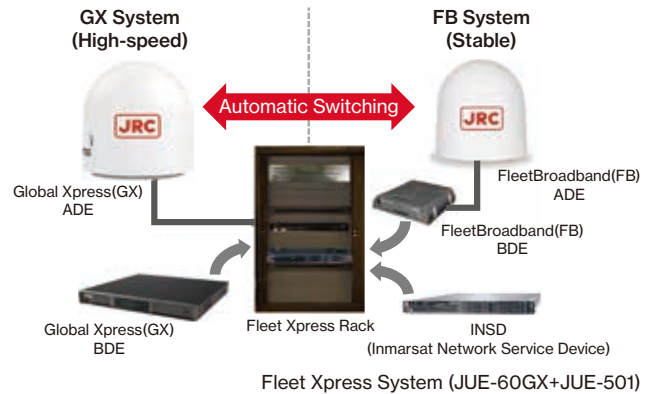 GX System
(High-speed)
FB System
(Stable)
Automatic Switching
JRC
JRC
Global Xpress(GX)
ADE
FleetBroadband(FB)
ADE
FleetBroadband(FB)
BDE
Global Xpress(GX)
BDE
Fleet Xpress Rack
INSD
(Inmarsat Network Service Device)
Fleet Xpress System (JUE-60GX+JUE-501)